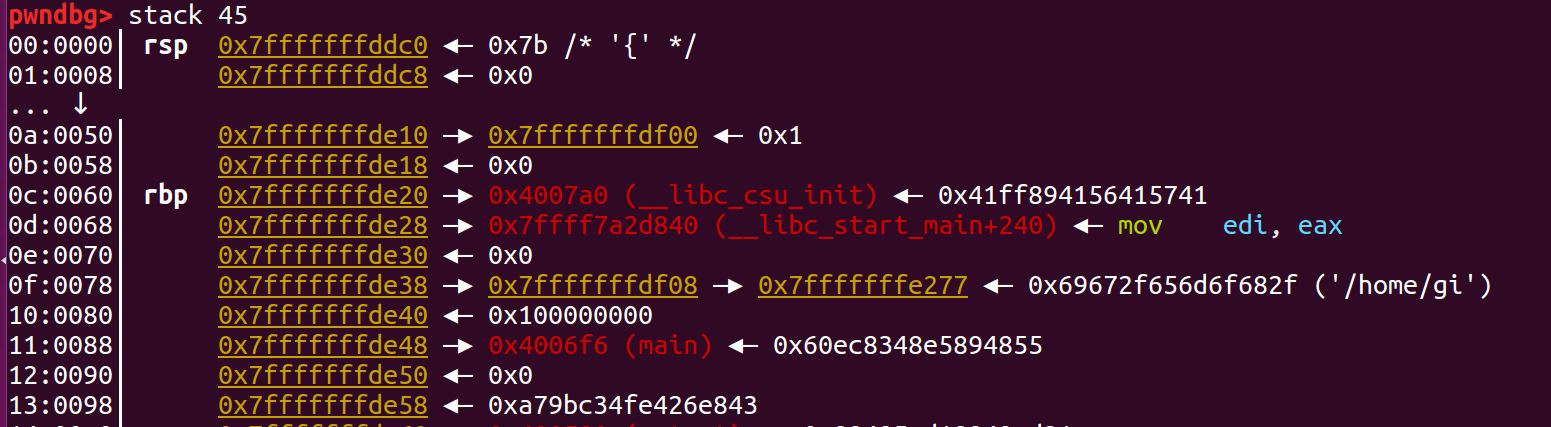 pwndbg> stack 45
00:0000│ rsp 0x7fffffffddc0 ◂— 0x7b /* '{' */
01:0008│ 0x7fffffffddc8 ◂— 0x0
... ↓
0a:0050│ 0x7fffffffde10 —▸ 0x7fffffffdf00 ◂— 0x1
0b:0058│ 0x7fffffffde18 ◂— 0x0
0c:0060│ rbp 0x7fffffffde20 —▸ 0x4007a0 (__libc_csu_init) ◂— 0x41ff894156415741
0d:0068│ 0x7fffffffde28 —▸ 0x7ffff7a2d840 (__libc_start_main+240) ◂— mov edi, eax
0e:0070│ 0x7fffffffde30 ◂— 0x0
0f:0078│ 0x7fffffffde38 —▸ 0x7fffffffdf08 —▸ 0x7fffffffe277 ◂— 0x69672f656d6f682f ('/home/gi')
10:0080│ 0x7fffffffde40 ◂— 0x100000000
11:0088│ 0x7fffffffde48 —▸ 0x4006f6 (main) ◂— 0x60ec8348e5894855
12:0090│ 0x7fffffffde50 ◂— 0x0
13:0098│ 0x7fffffffde58 ◂— 0xa79bc34fe426e843